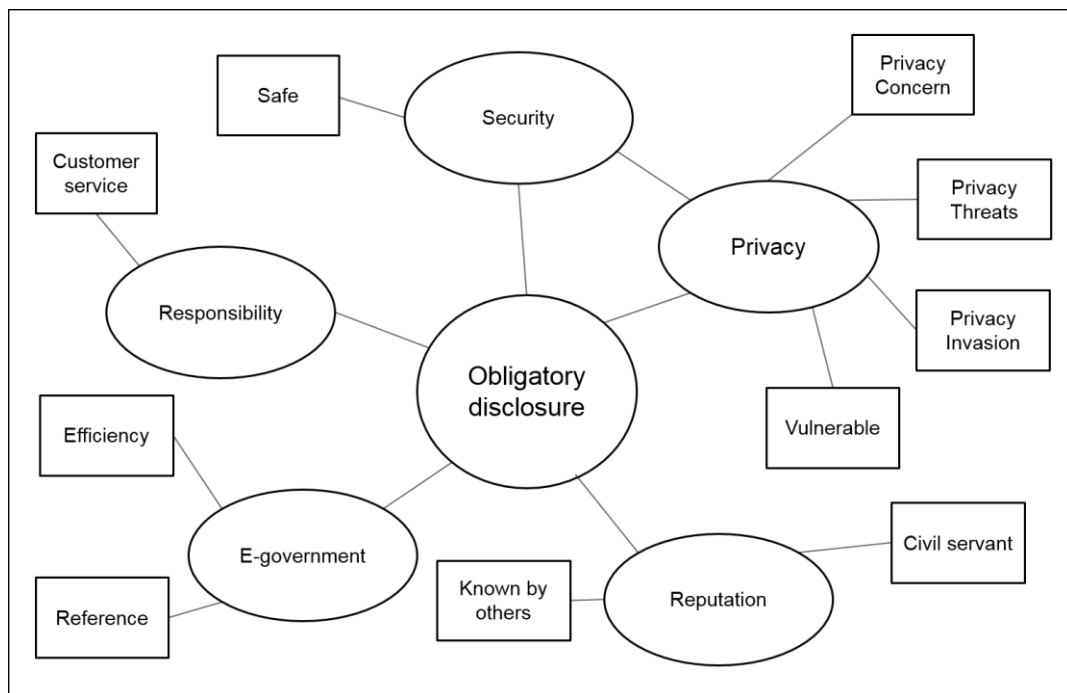 Safe
Security
Privacy
Concern
Customer
service
Privacy
Threats
Privacy
Responsibility
Privacy
Invasion
Obligatory
disclosure
Efficiency
Vulnerable
E-government
Civil servant
Known by
others
Reputation
Reference